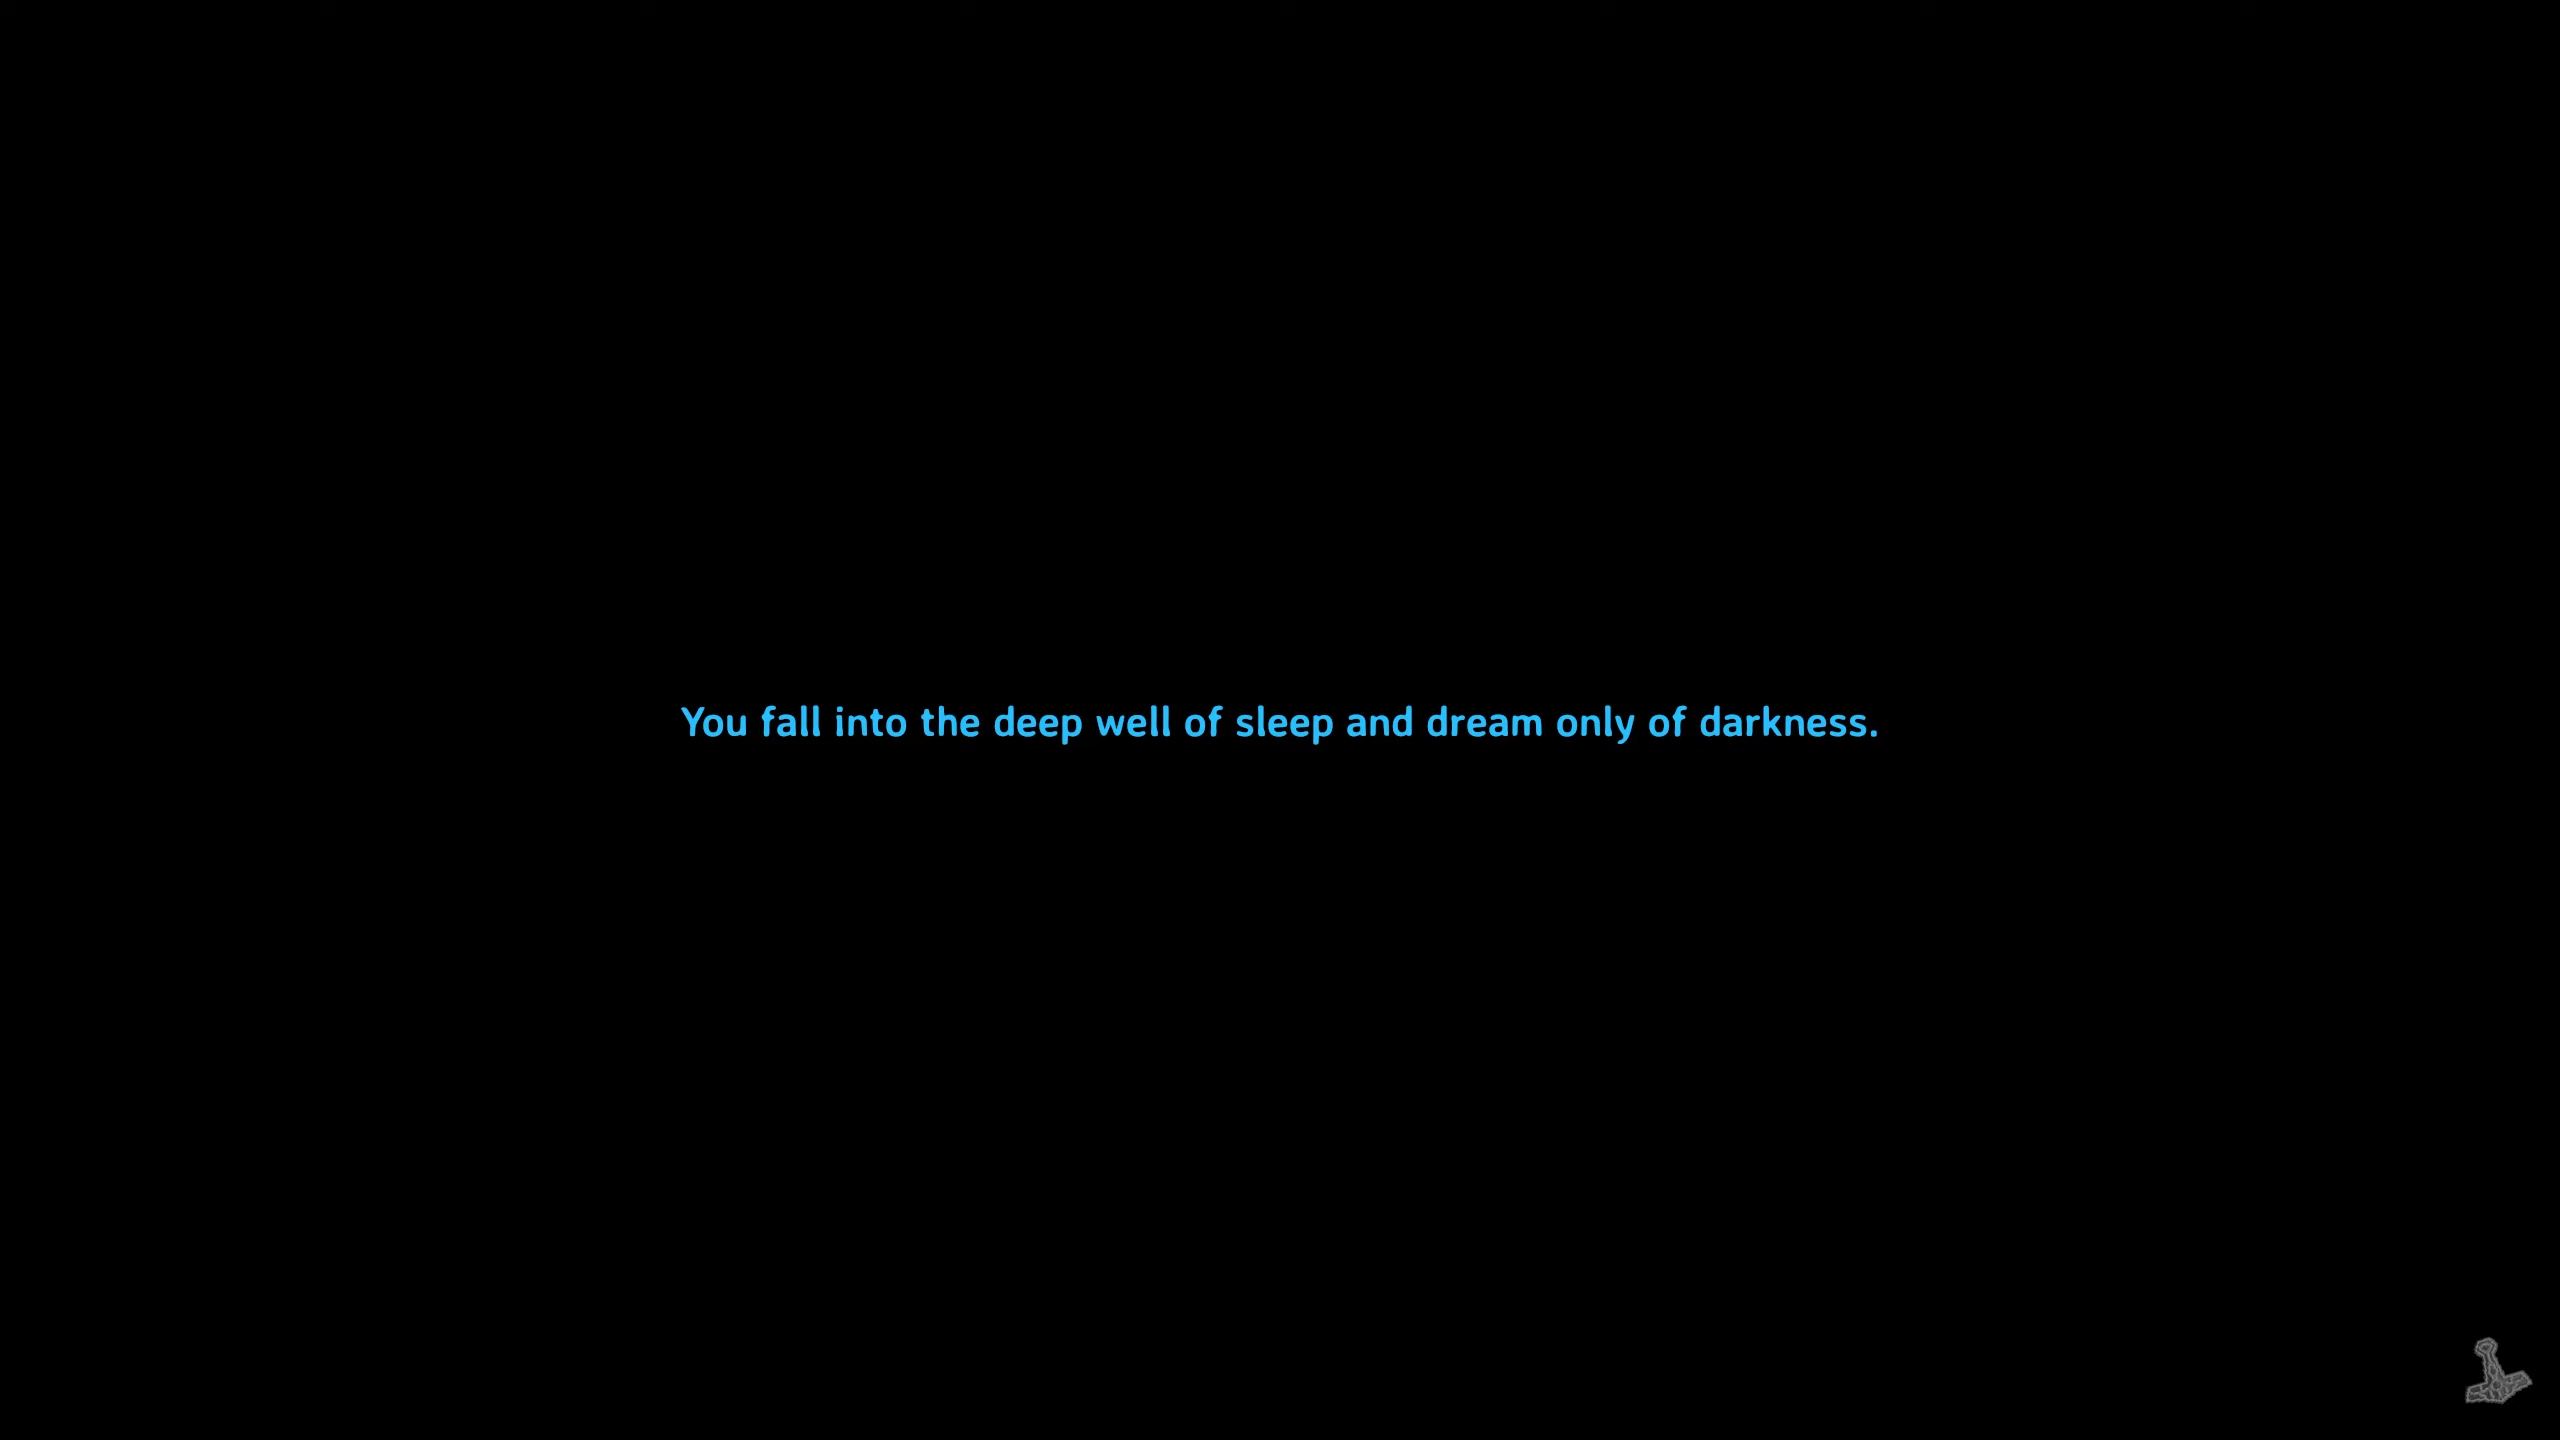 You fall into the deep well of sleep and dream only of darkness.